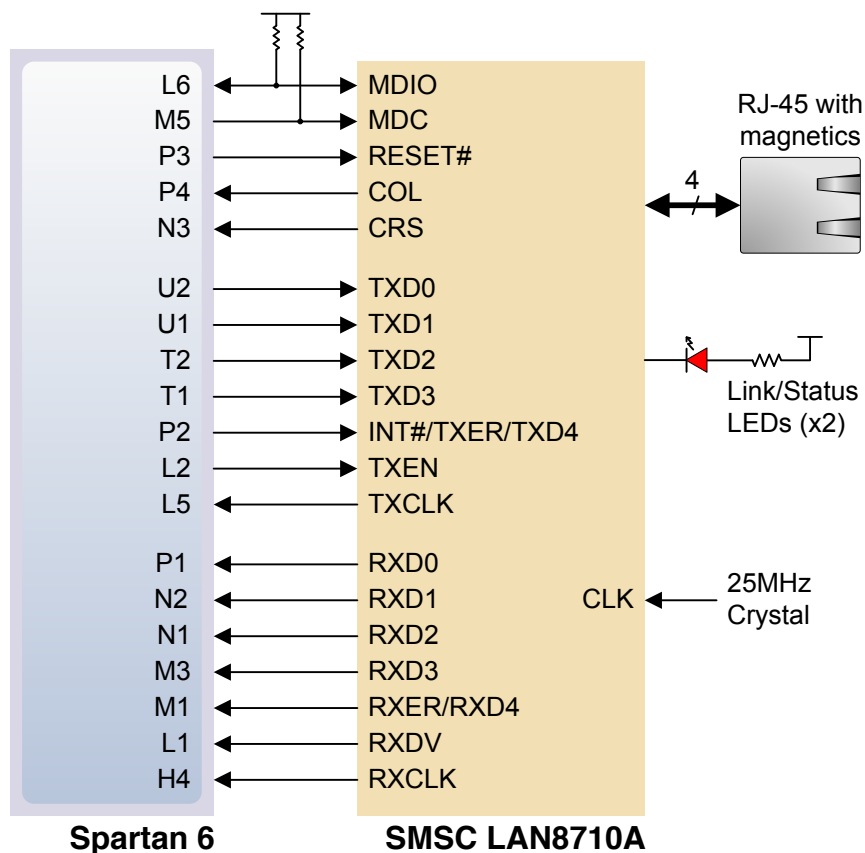 L6 MDIO
M5 MDC
P3 RESET#
P4 COL
N3 CRS
RJ-45 with
magnetics
4
U2 TXD0
U1 TXD1
T2 TXD2
T1 TXD3
P2 INT#/TXER/TXD4
L2 TXEN
L5 TXCLK
Link/Status
LEDs (x2)
P1 RXD0
N2 RXD1
N1 RXD2
M3 RXD3
M1 RXER/RXD4
L1 RXDV
H4 RXCLK
CLK
25MHz
Crystal
Spartan 6
SMSC LAN8710A